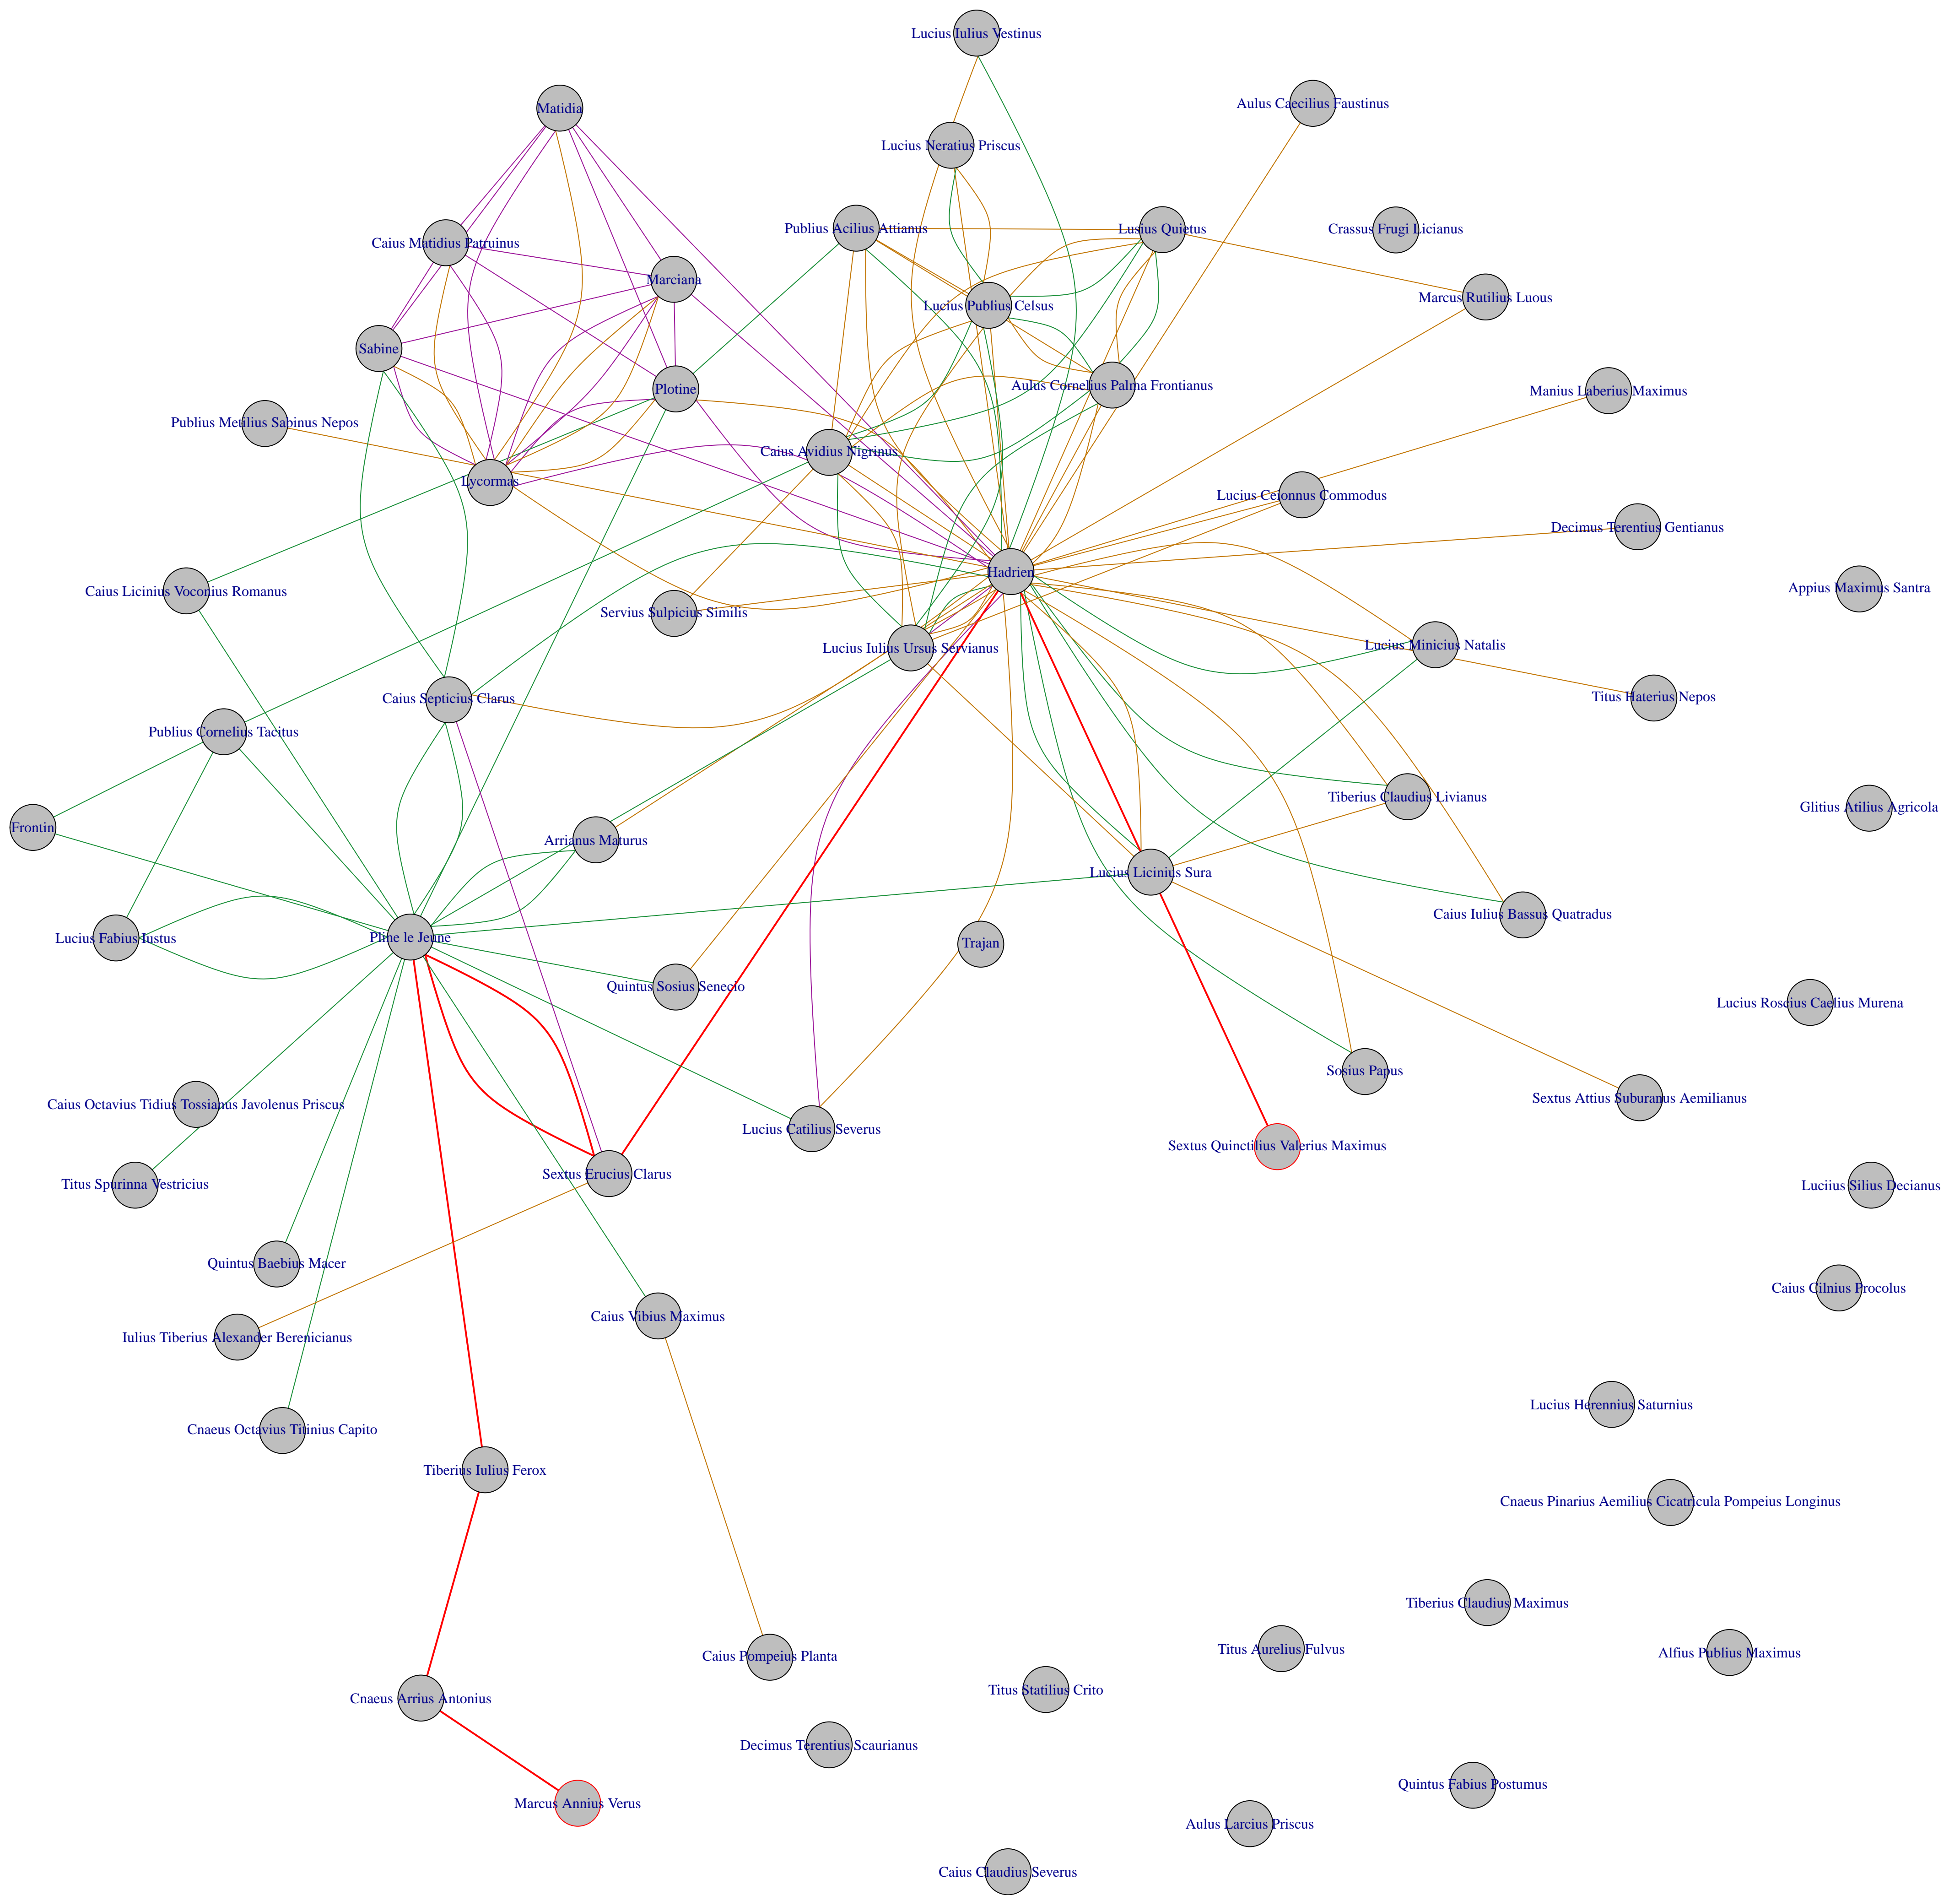 Lucius Iulius Vestinus
Matidia
Aulus Caecilius Faustinus
Lucius Neratius Priscus
Publius Acilius Attianus
Lusius Quietus
Crassus Frugi Licianus
Caius Matidius Patruinus
Marciana
Marcus Rutilius Luous
Lucius Publius Celsus
Sabine
Plotine
Aulus Cornelius Palma Frontianus
Manius Laberius Maximus
Publius Metilius Sabinus Nepos
Caius Avidius Nigrinus
Lycormas
Lucius Ceionnus Commodus
Decimus Terentius Gentianus
Hadrien
Caius Licinius Voconius Romanus
Appius Maximus Santra
Servius Sulpicius Similis
Lucius Iulius Ursus Servianus
Lucius Minicius Natalis
Caius Septicius Clarus
Titus Haterius Nepos
Publius Cornelius Tacitus
Tiberius Claudius Livianus
Glitius Atilius Agricola
Frontin
Arrianus Maturus
Lucius Licinius Sura
Caius Iulius Bassus Quatradus
Lucius Fabius Iustus
Pline le Jeune
Trajan
Quintus Sosius Senecio
Lucius Roscius Caelius Murena
Sosius Papus
Sextus Attius Suburanus Aemilianus
Caius Octavius Tidius Tossianus Javolenus Priscus
Lucius Catilius Severus
Sextus Quinctilius Valerius Maximus
Sextus Erucius Clarus
Titus Spurinna Vestricius
Luciius Silius Decianus
Quintus Baebius Macer
Caius Cilnius Procolus
Caius Vibius Maximus
Iulius Tiberius Alexander Berenicianus
Lucius Herennius Saturnius
Cnaeus Octavius Titinius Capito
Tiberius Iulius Ferox
Cnaeus Pinarius Aemilius Cicatricula Pompeius Longinus
Tiberius Claudius Maximus
Titus Aurelius Fulvus
Alfius Publius Maximus
Caius Pompeius Planta
Titus Statilius Crito
Cnaeus Arrius Antonius
Decimus Terentius Scaurianus
Quintus Fabius Postumus
Marcus Annius Verus
Aulus Larcius Priscus
Caius Claudius Severus